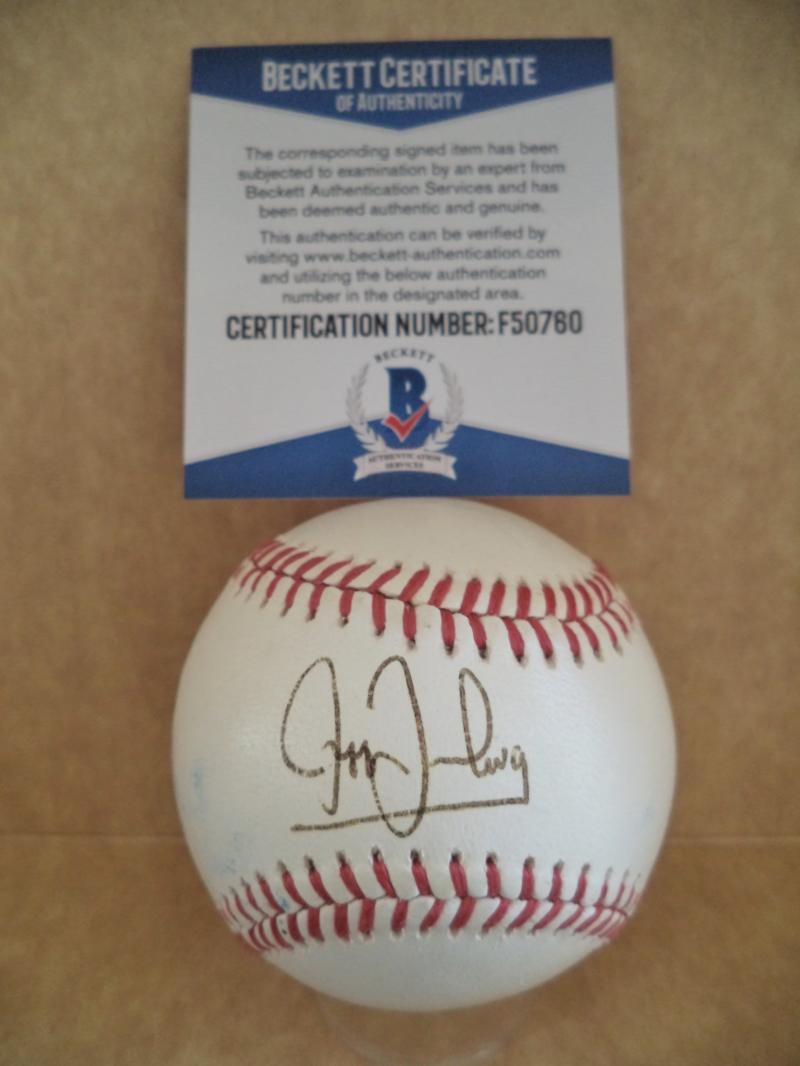 BECKETT CERTIFICATE
OF AUTHENTICITY
The corresponding signed item has been
subjected to examination by an expert from
Beckett Authentication Services and has
been deemed authentic and genuine.
This authentication can be verified by
visiting www.beckett-authentication.com
and utilizing the below authentication
number in the designated area.
CERTIFICATION NUMBER: F50760
BECKETT
B
AUTHENTICATION
SERVICES